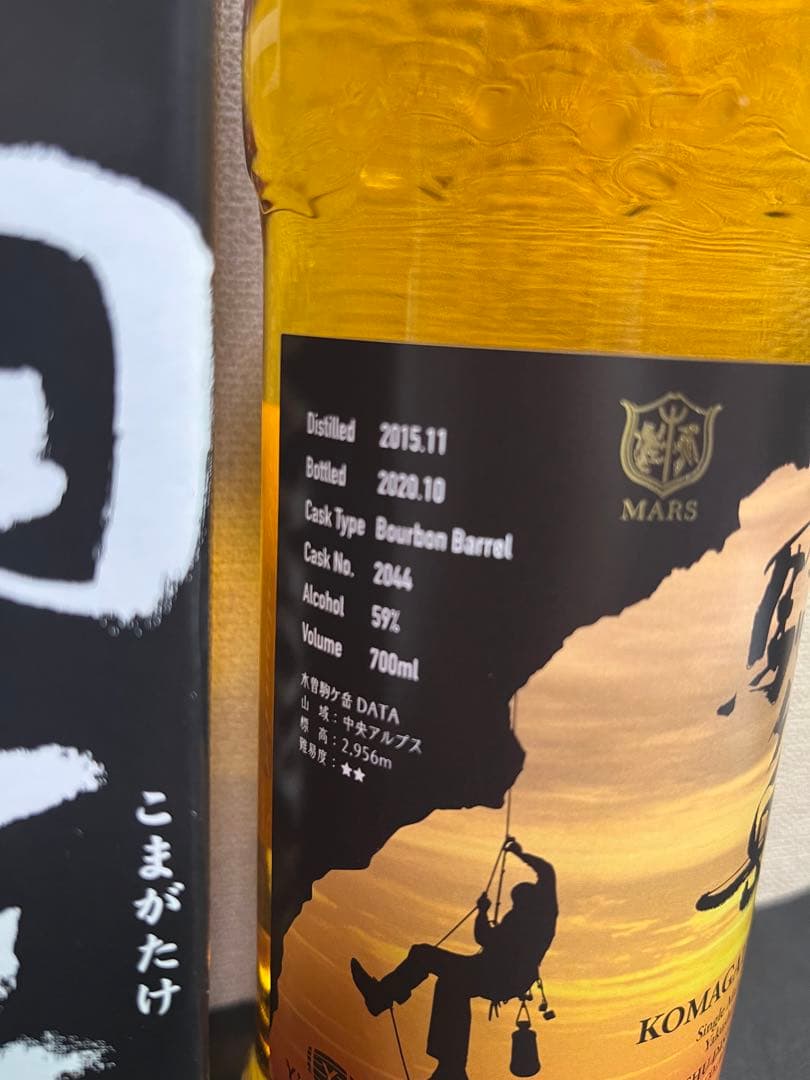 こまがたけ
Distilled 2015.11
Bottled 2020.10
Cask Type Bourbon Barrel
Cask No. 2044
Alcohol 59%
Volume 700ml
木曽駒ケ岳 DATA
山 域：中央アルプス
標 高：2,956m
難易度：★★
MARS
KOMAGA
Single